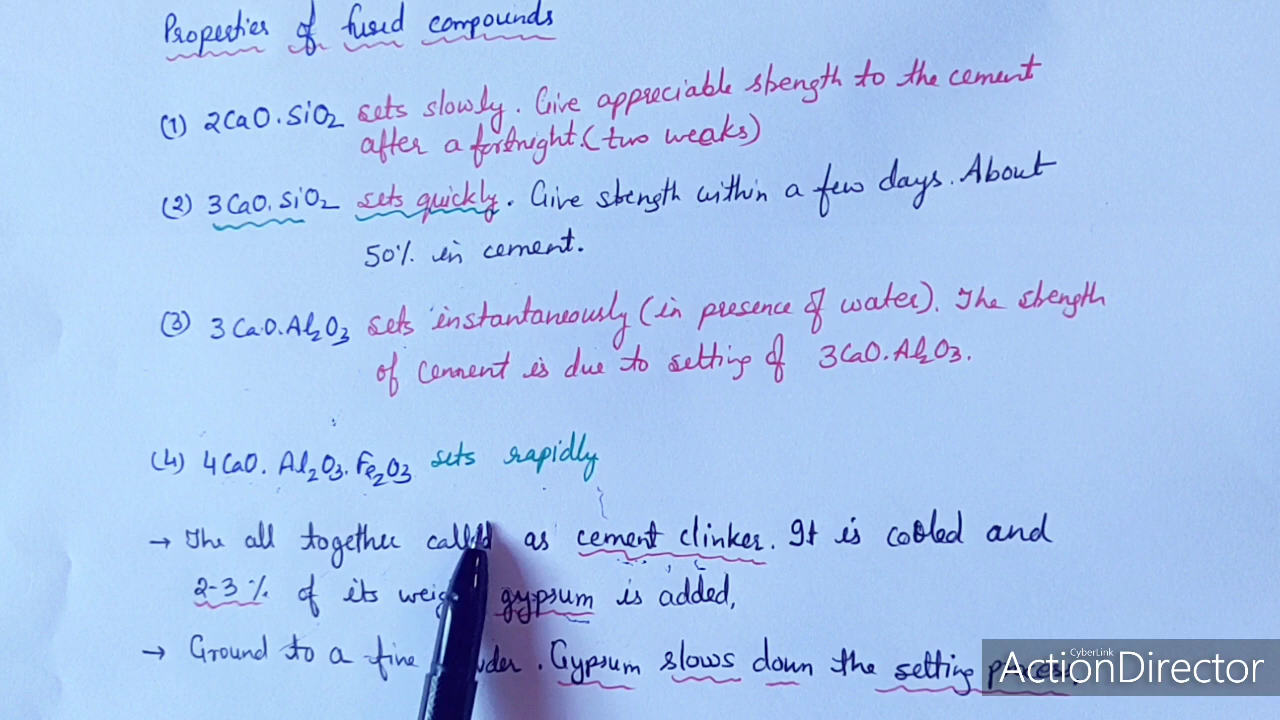 Properties of fused compounds
(1) 2CaO.SiO₂ sets slowly. Give appreciable strength to the cement
after a fortnight. (two weaks)
(2) 3CaO.SiO₂ sets quickly. Give strength within a few days. About
50% in cement.
(3) 3CaO.Al₂O₃ sets instantaneously (in presence of water). The strength
of cement is due to setting of 3CaO.Al₂O₃.
(4) 4CaO.Al₂O₃.Fe₂O₃ sets rapidly
→ The all together called as cement clinker. It is cooled and
2-3% of its gypsum is added,
→ Ground to a fine . Gypsum slows down the setting process.
CyberLink
ActionDirector